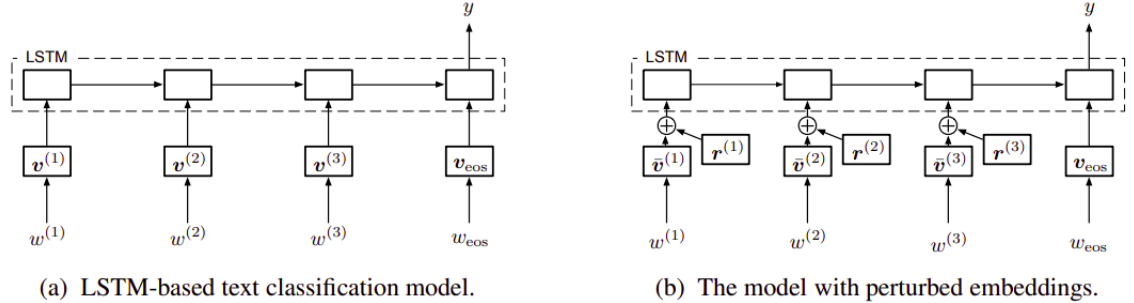 y
LSTM
v^(1) v^(2) v^(3) v_eos
w^(1) w^(2) w^(3) w_eos
(a) LSTM-based text classification model.
y
LSTM
r^(1) r^(2) r^(3)
v̄^(1) v̄^(2) v̄^(3) v_eos
w^(1) w^(2) w^(3) w_eos
(b) The model with perturbed embeddings.